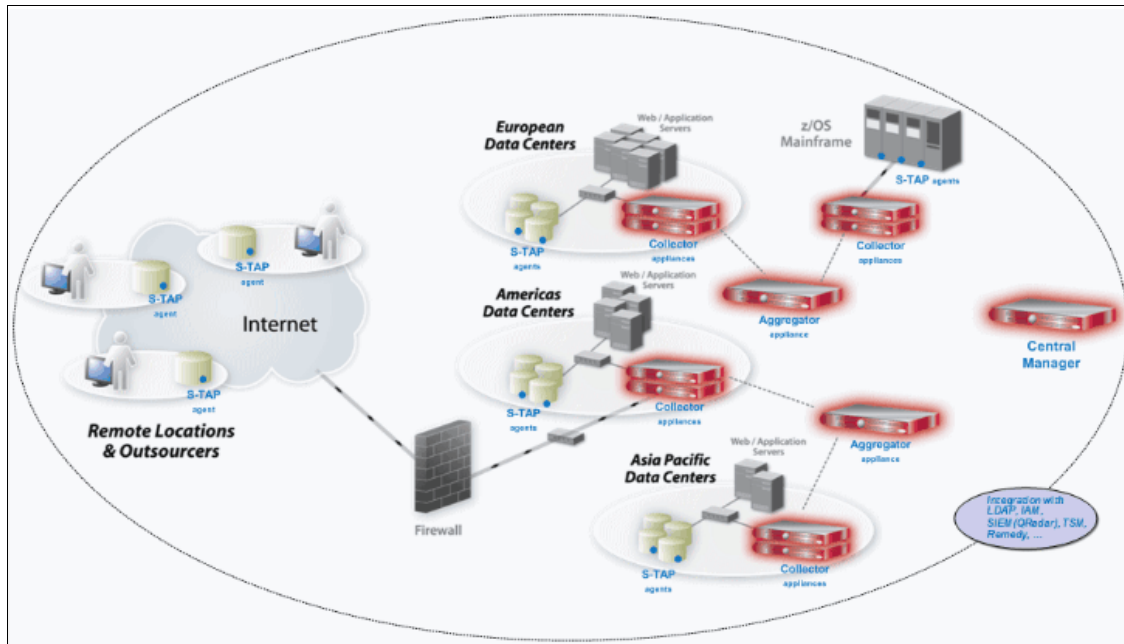 European
Data Centers
Web / Application
Servers
S-TAP
agents
Collector
appliances
z/OS
Mainframe
S-TAP agents
Collector
appliances
Aggregator
appliance
Central
Manager
S-TAP
agent
S-TAP
agent
Internet
S-TAP
agent
Remote Locations
& Outsourcers
Firewall
Americas
Data Centers
Web / Application
Servers
S-TAP
agents
Collector
appliances
Aggregator
appliance
Asia Pacific
Data Centers
Web / Application
Servers
S-TAP
agents
Collector
appliances
Integration with
LDAP, IAM,
SIEM (QRadar), TSM,
Remedy, ...